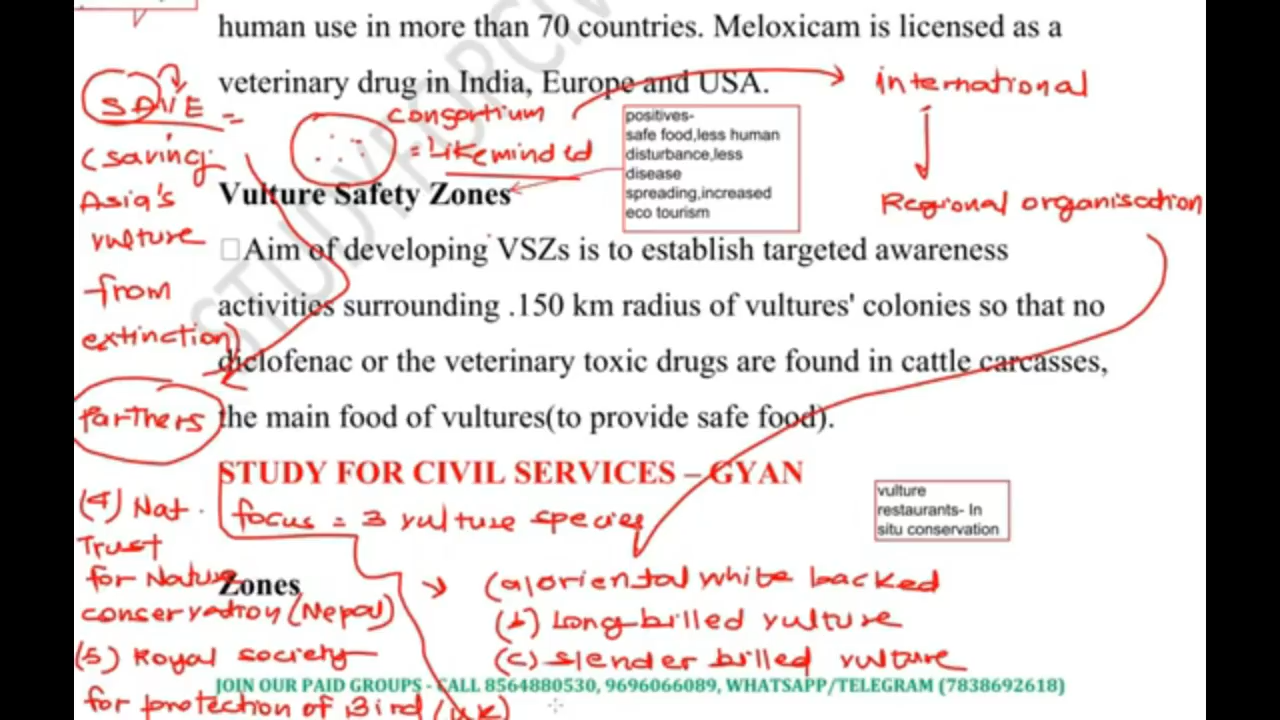 human use in more than 70 countries. Meloxicam is licensed as a
veterinary drug in India, Europe and USA.
international
SAVE =
consortium
= Likeminded
positives-
safe food,less human
disturbance,less
disease
spreading,increased
eco tourism
(saving
Asia's
vulture
from
extinction)
Regional organisation
Vulture Safety Zones
Aim of developing VSZs is to establish targeted awareness
activities surrounding .150 km radius of vultures' colonies so that no
diclofenac or the veterinary toxic drugs are found in cattle carcasses,
the main food of vultures(to provide safe food).
Partners
STUDY FOR CIVIL SERVICES – GYAN
vulture
restaurants- In
situ conservation
focus = 3 vulture species
(4) Nat.
Trust
for Nature
conservation (Nepal)
(5) Royal society
for protection of Bird (UK)
Zones
(a) oriental white backed
(b) Long billed vulture
(c) slender billed vulture
JOIN OUR PAID GROUPS - CALL 8564880530, 9696066089, WHATSAPP/TELEGRAM (7838692618)